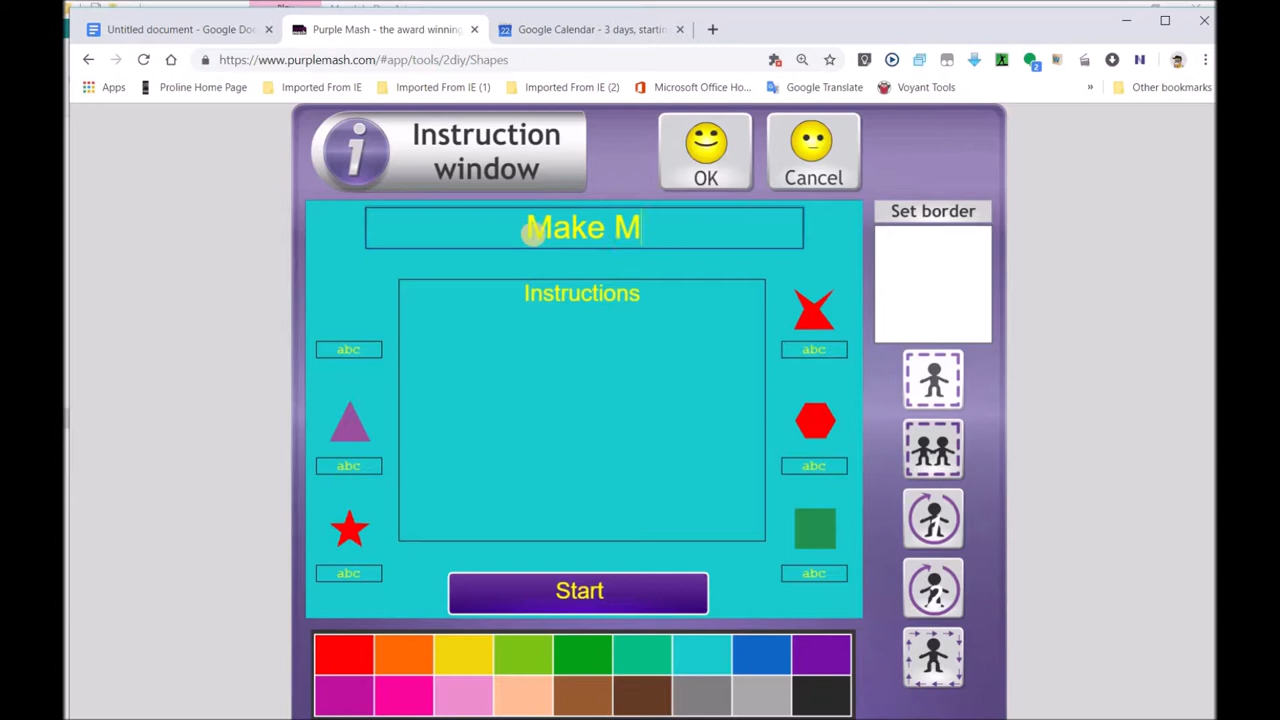 Untitled document - Google Doc
Purple Mash - the award winning
Google Calendar - 3 days, startin
https://www.purplemash.com/#app/tools/2diy/Shapes
Apps
Proline Home Page
Imported From IE
Imported From IE (1)
Imported From IE (2)
Microsoft Office Ho...
Google Translate
Voyant Tools
»
Other bookmarks
Instruction
window
OK
Cancel
Set border
Make M
Instructions
abc
abc
abc
abc
abc
abc
Start